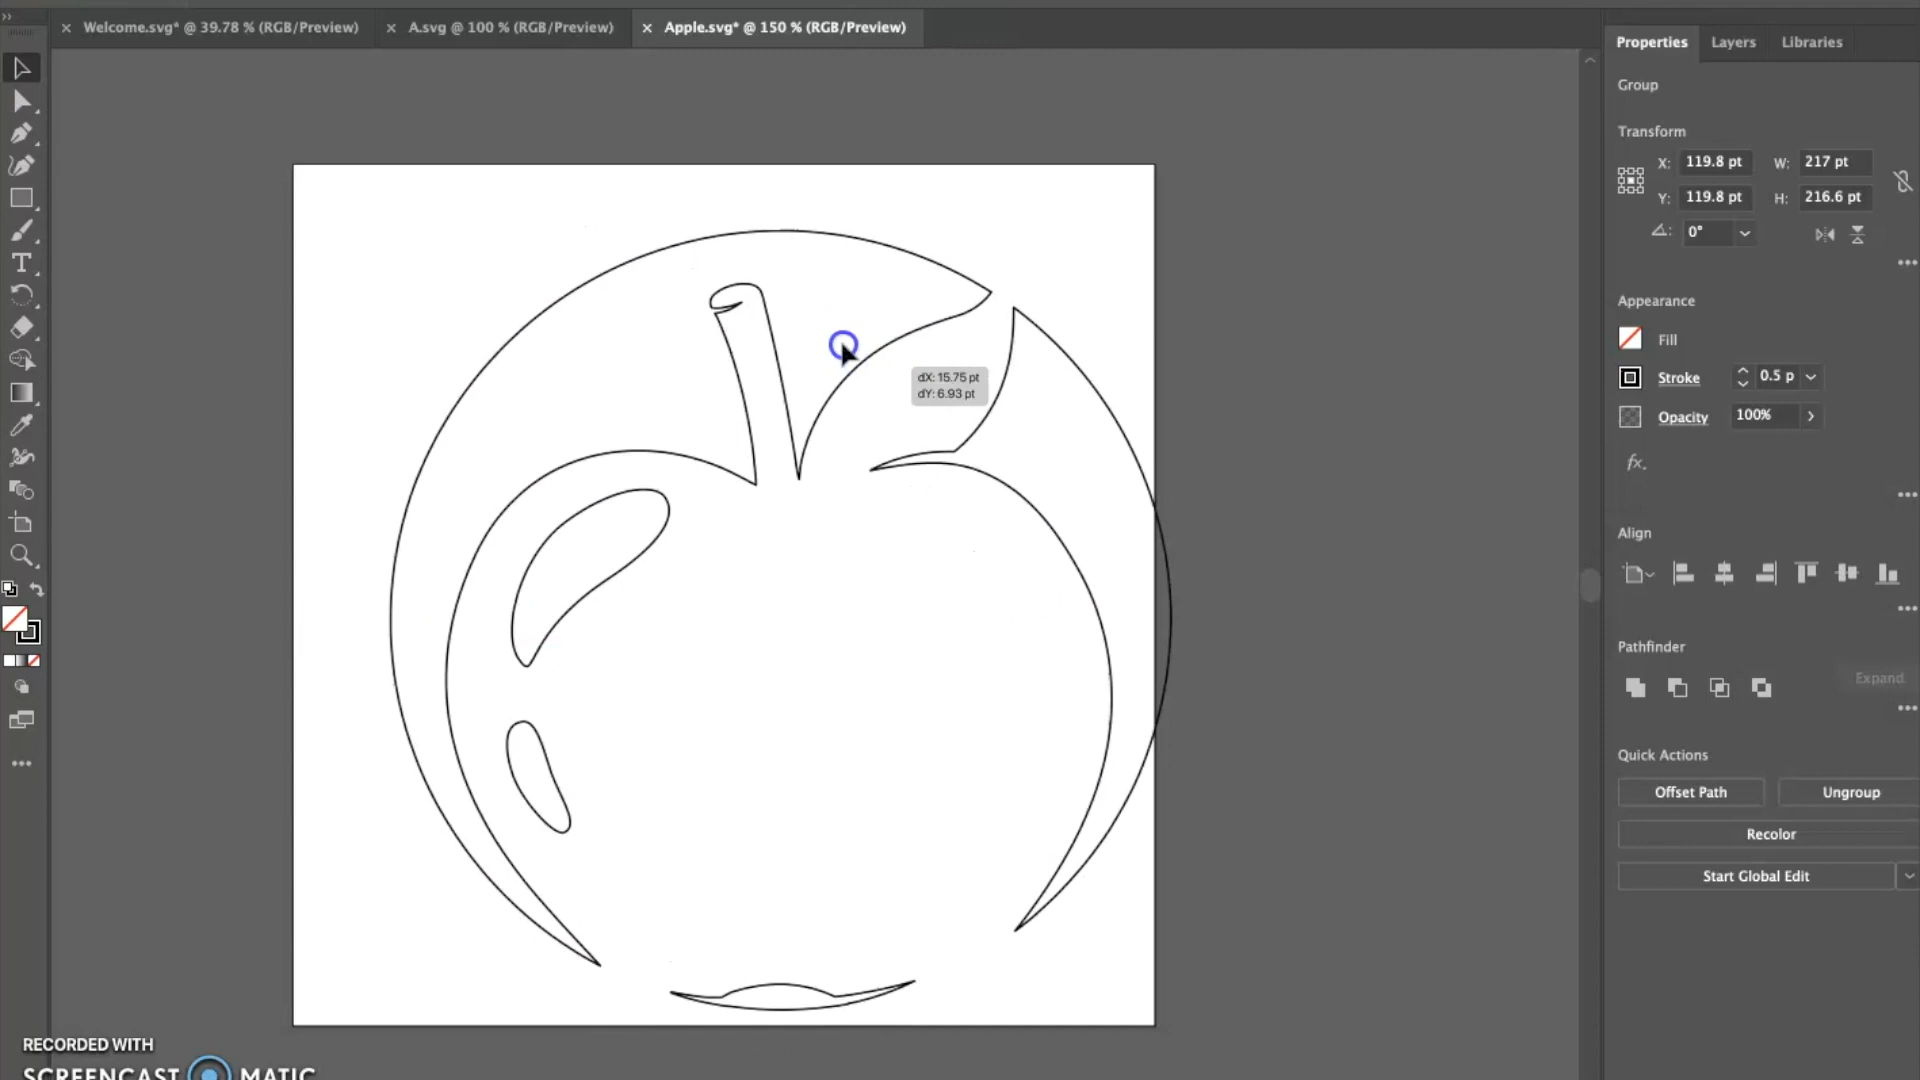 Welcome.svg* @ 39.78 % (RGB/Preview)
A.svg @ 100 % (RGB/Preview)
Apple.svg* @ 150 % (RGB/Preview)
Properties
Layers
Libraries
Group
Transform
X: 119.8 pt W: 217 pt
Y: 119.8 pt H: 216.6 pt
0°
Appearance
Fill
Stroke 0.5 p
Opacity 100%
fx.
dX: 15.75 pt
dY: 6.93 pt
Align
Pathfinder
Expand
Quick Actions
Offset Path
Ungroup
Recolor
Start Global Edit
RECORDED WITH
SCREENCAST MATIC